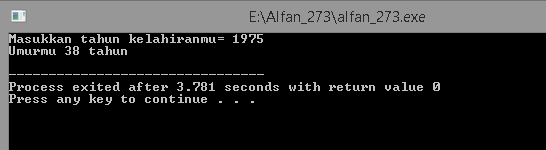 E:\Alfan_273\alfan_273.exe
Masukkan tahun kelahiranmu= 1975
Umurmu 38 tahun
--------------------------------
Process exited after 3.781 seconds with return value 0
Press any key to continue . . .